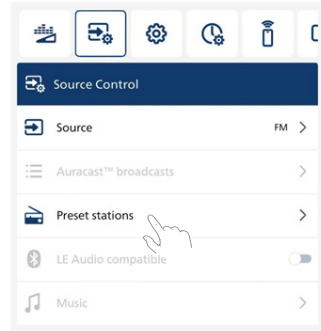 Source Control
Source FM
Auracast™ broadcasts
Preset stations
LE Audio compatible
Music